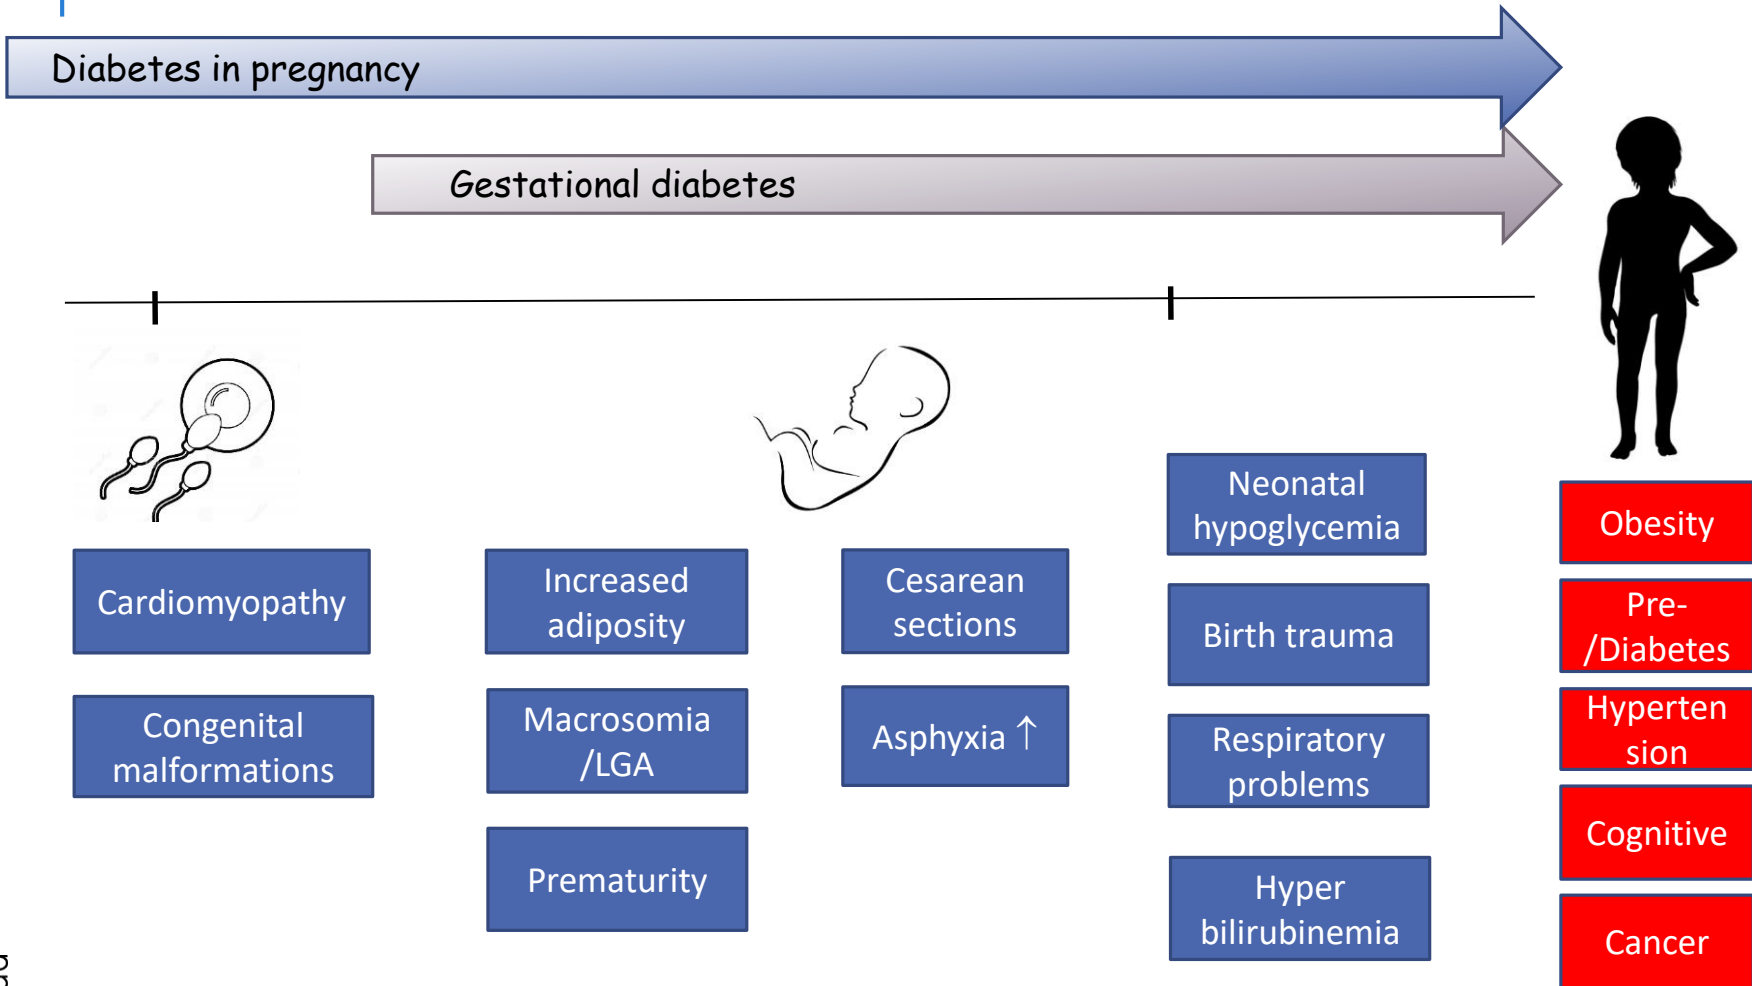 Diabetes in pregnancy
Gestational diabetes
Cardiomyopathy
Congenital
malformations
Increased
adiposity
Macrosomia
/LGA
Prematurity
Cesarean
sections
Asphyxia ↑
Neonatal
hypoglycemia
Birth trauma
Respiratory
problems
Hyper
bilirubinemia
Obesity
Pre-
/Diabetes
Hyperten
sion
Cognitive
Cancer